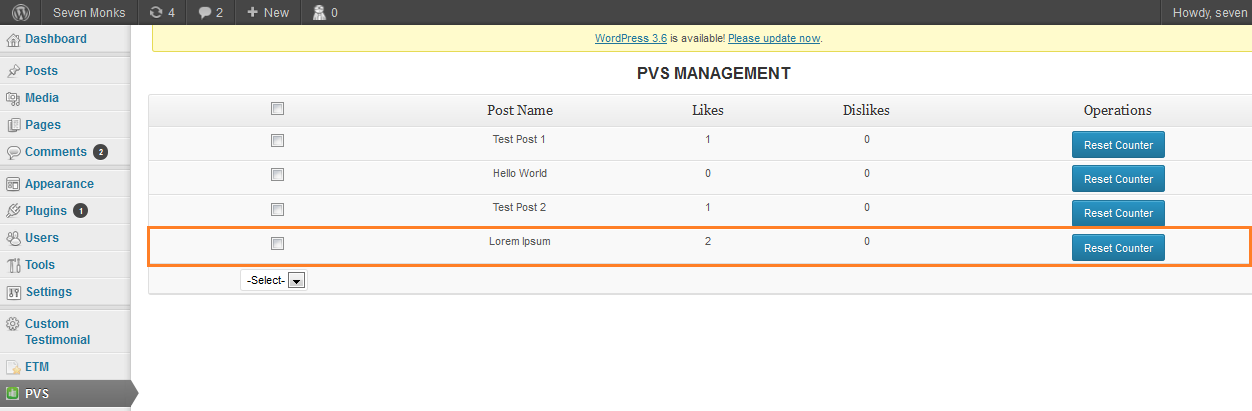 Seven Monks 4 2 + New 0 Howdy, seven
Dashboard
Posts
Media
Pages
Comments 2
Appearance
Plugins 1
Users
Tools
Settings
Custom
Testimonial
ETM
PVS
WordPress 3.6 is available! Please update now.
PVS MANAGEMENT
Post Name Likes Dislikes Operations
Test Post 1 1 0 Reset Counter
Hello World 0 0 Reset Counter
Test Post 2 1 0 Reset Counter
Lorem Ipsum 2 0 Reset Counter
-Select-